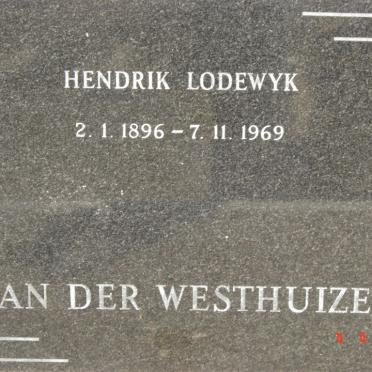 HENDRIK LODEWYK
2. 1. 1896 – 7. 11. 1969
AN DER WESTHUIZE